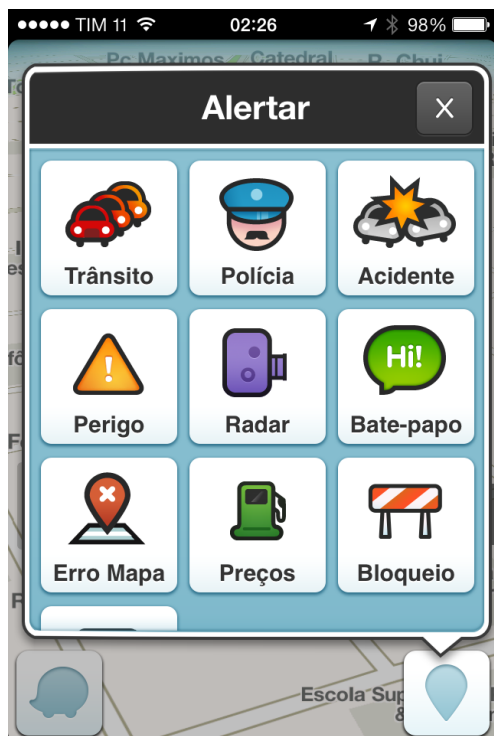 TIM 11 02:26 98%
Pc Maximos Catedral R. Chui
Alertar X
Trânsito Polícia Acidente
!
Hi!
Perigo Radar Bate-papo
Erro Mapa Preços Bloqueio
Escola Sup
&